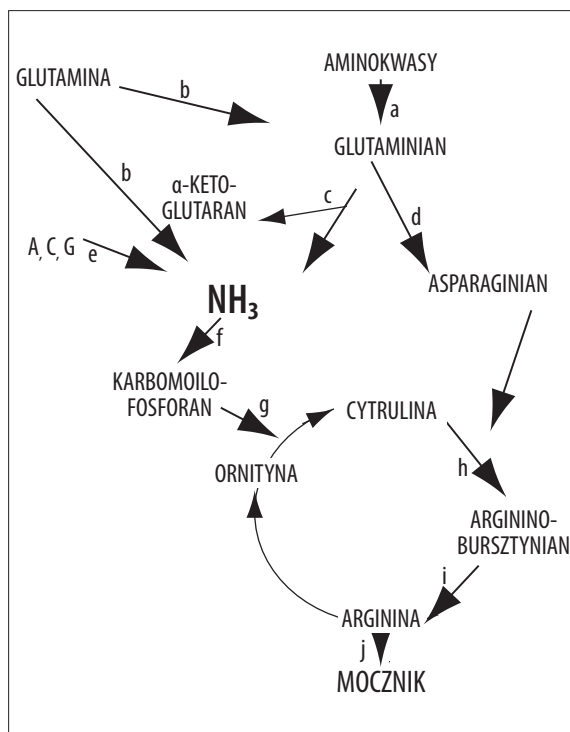 AMINOKWASY
GLUTAMINA
b
a
GLUTAMINIAN
b
α-KETO-
GLUTARAN
c
d
A, C, G
e
ASPARAGINIAN
NH₃
f
KARBOMOILO-
FOSFORAN
g
CYTRULINA
ORNITYNA
h
ARGININO-
BURSZTYNIAN
i
ARGININA
j
MOCZNIK